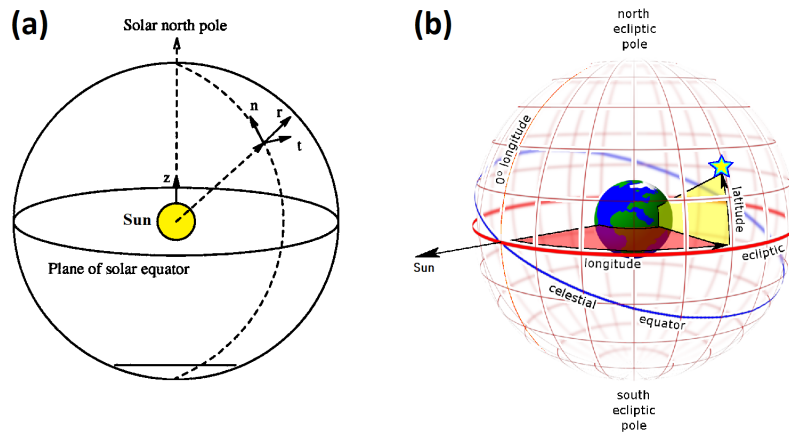 (a)
Solar north pole
n
r
t
z
Sun
Plane of solar equator
(b)
north
ecliptic
pole
0° longitude
latitude
Sun
longitude
ecliptic
celestial
equator
south
ecliptic
pole